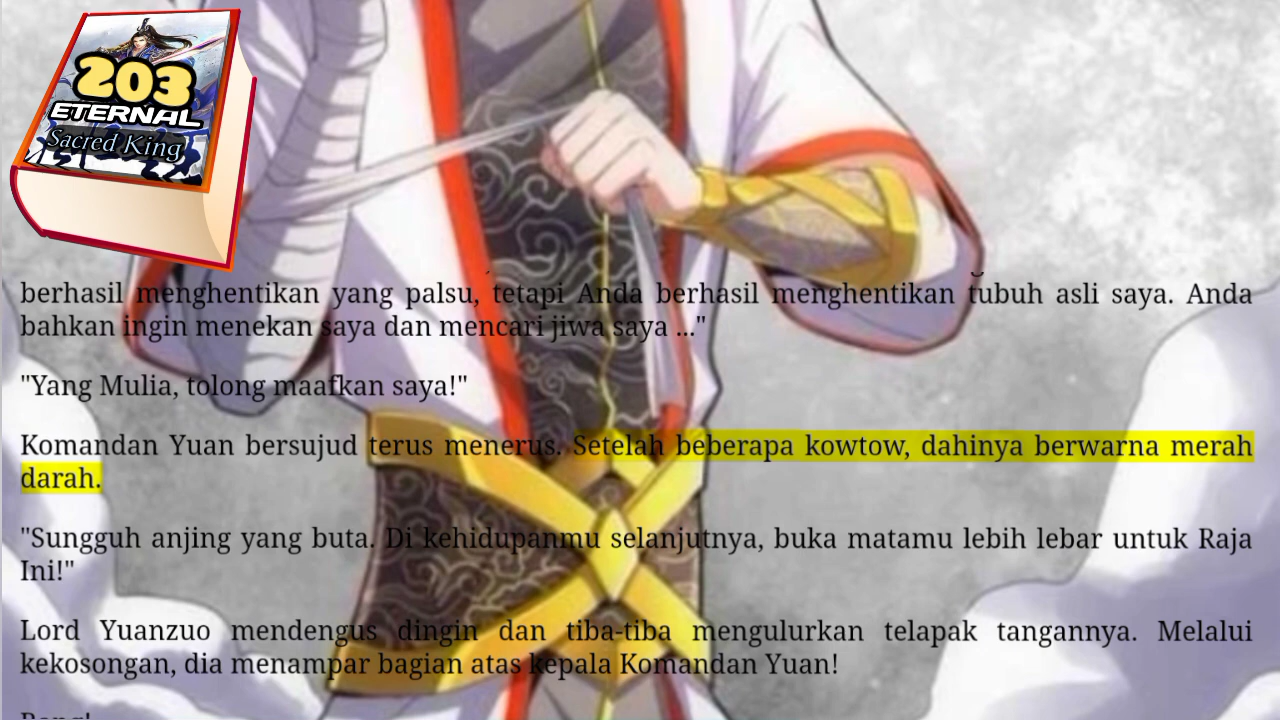 203
ETERNAL
Sacred King
berhasil menghentikan yang palsu, tetapi Anda berhasil menghentikan tubuh asli saya. Anda
bahkan ingin menekan saya dan mencari jiwa saya ..."
"Yang Mulia, tolong maafkan saya!"
Komandan Yuan bersujud terus menerus. Setelah beberapa kowtow, dahinya berwarna merah
darah.
"Sungguh anjing yang buta. Di kehidupanmu selanjutnya, buka matamu lebih lebar untuk Raja
Ini!"
Lord Yuanzuo mendengus dingin dan tiba-tiba mengulurkan telapak tangannya. Melalui
kekosongan, dia menampar bagian atas kepala Komandan Yuan!